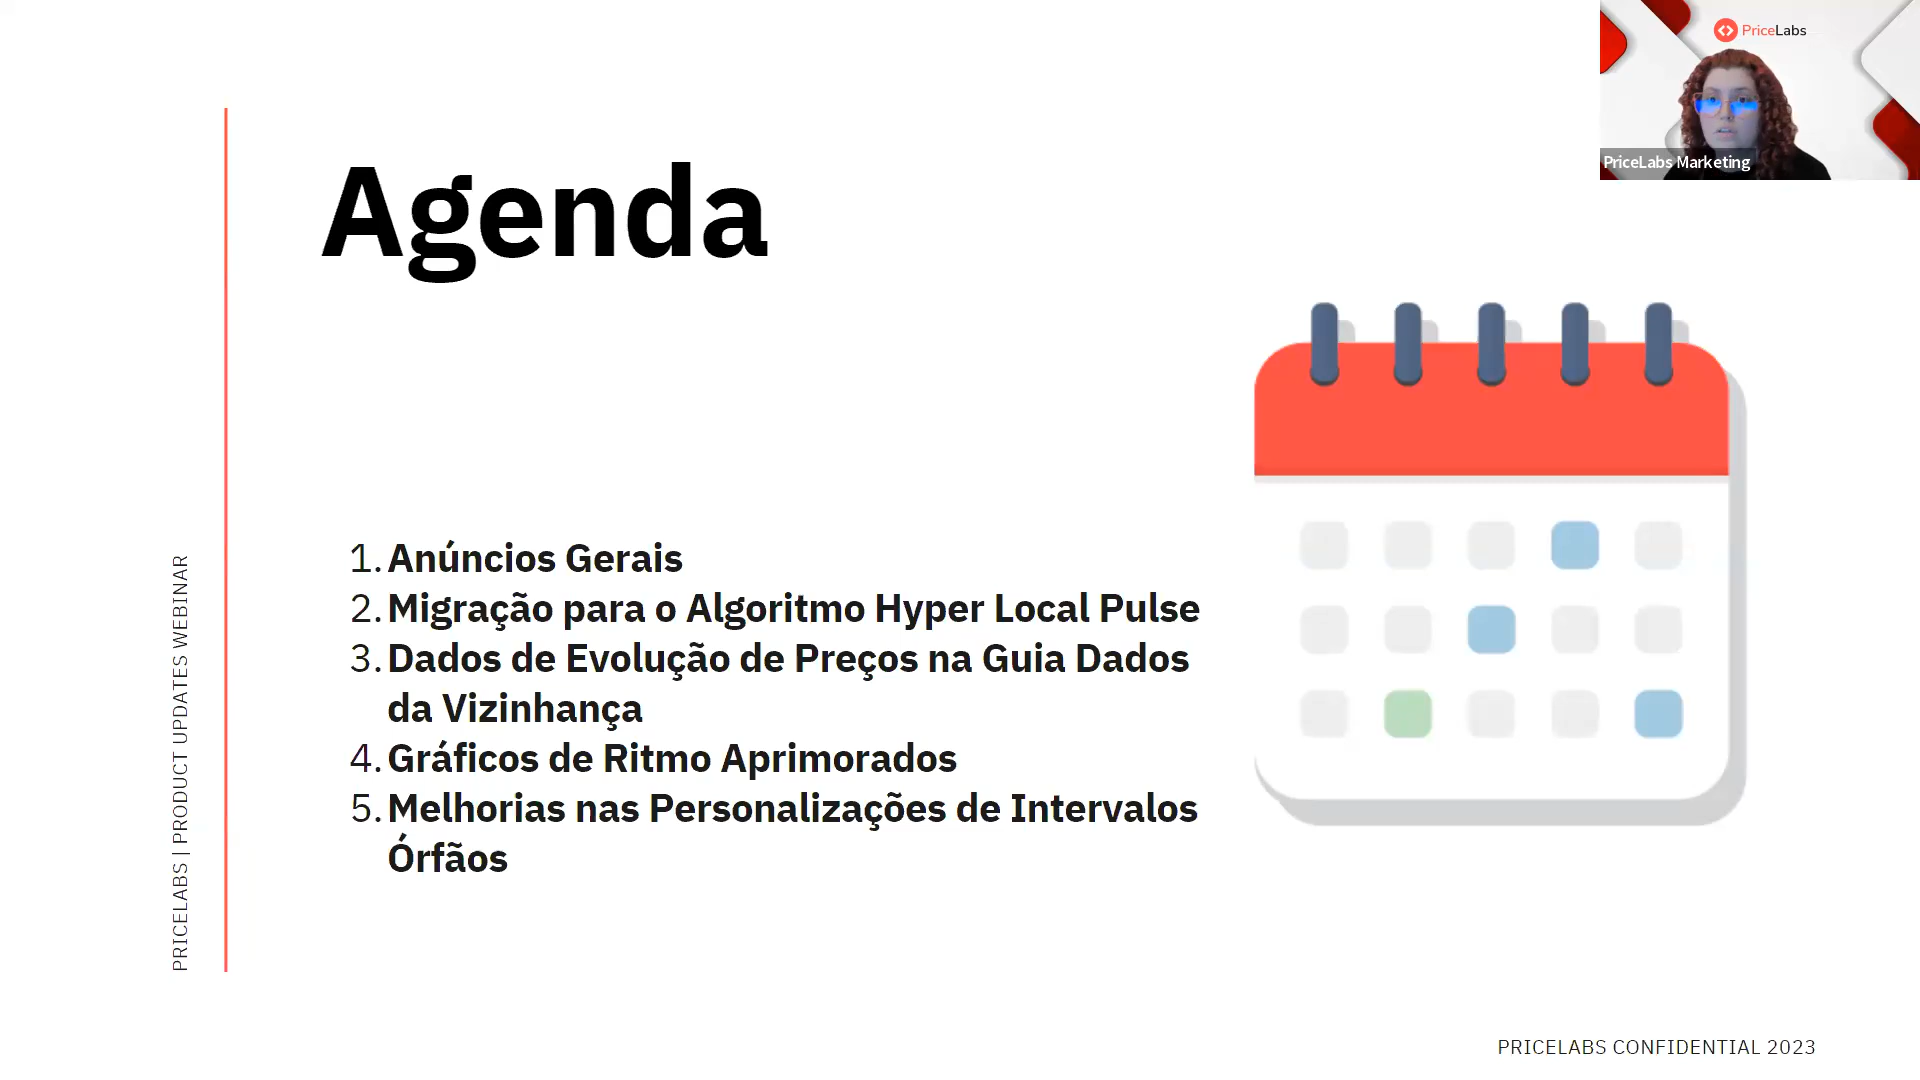 PriceLabs
PriceLabs Marketing
Agenda
1. Anúncios Gerais
2. Migração para o Algoritmo Hyper Local Pulse
3. Dados de Evolução de Preços na Guia Dados
da Vizinhança
4. Gráficos de Ritmo Aprimorados
5. Melhorias nas Personalizações de Intervalos
Órfãos
PRICELABS | PRODUCT UPDATES WEBINAR
PRICELABS CONFIDENTIAL 2023